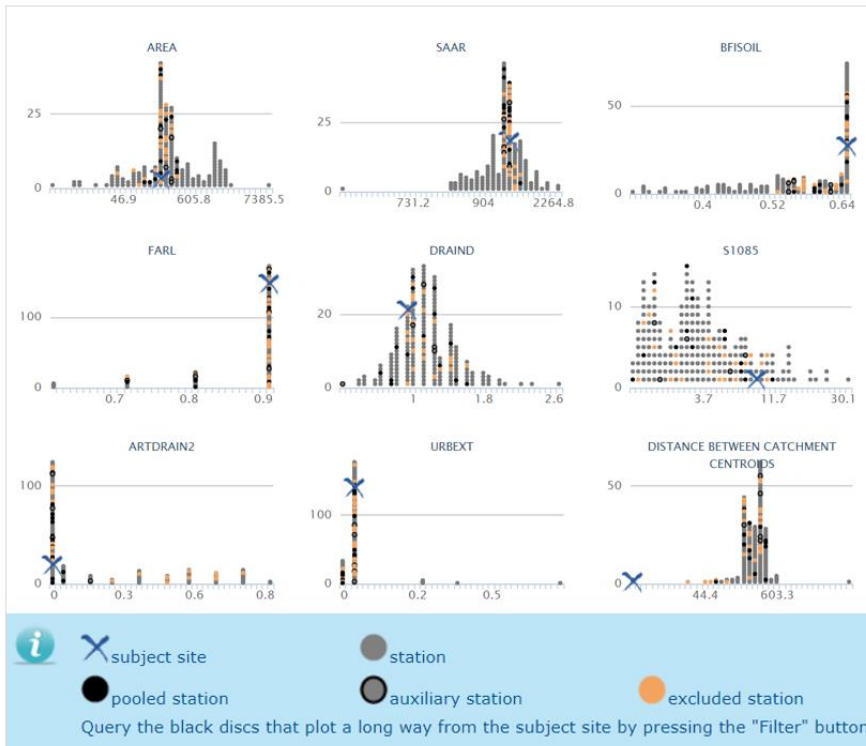 AREA
25
0
46.9 605.8 7385.5
SAAR
25
0
731.2 904 2264.8
BFISOIL
50
0
0.4 0.52 0.64
FARL
100
0
0.7 0.8 0.9
DRAIND
20
0
1 1.8 2.6
S1085
10
0
3.7 11.7 30.1
ARTDRAIN2
100
50
0
0 0.3 0.6 0.8
URBEXT
100
0
0 0.2 0.5 0.8
DISTANCE BETWEEN CATCHMENT
CENTROIDS
50
0
44.4 603.3
i
subject site
station
pooled station
auxiliary station
excluded station
Query the black discs that plot a long way from the subject site by pressing the "Filter" button